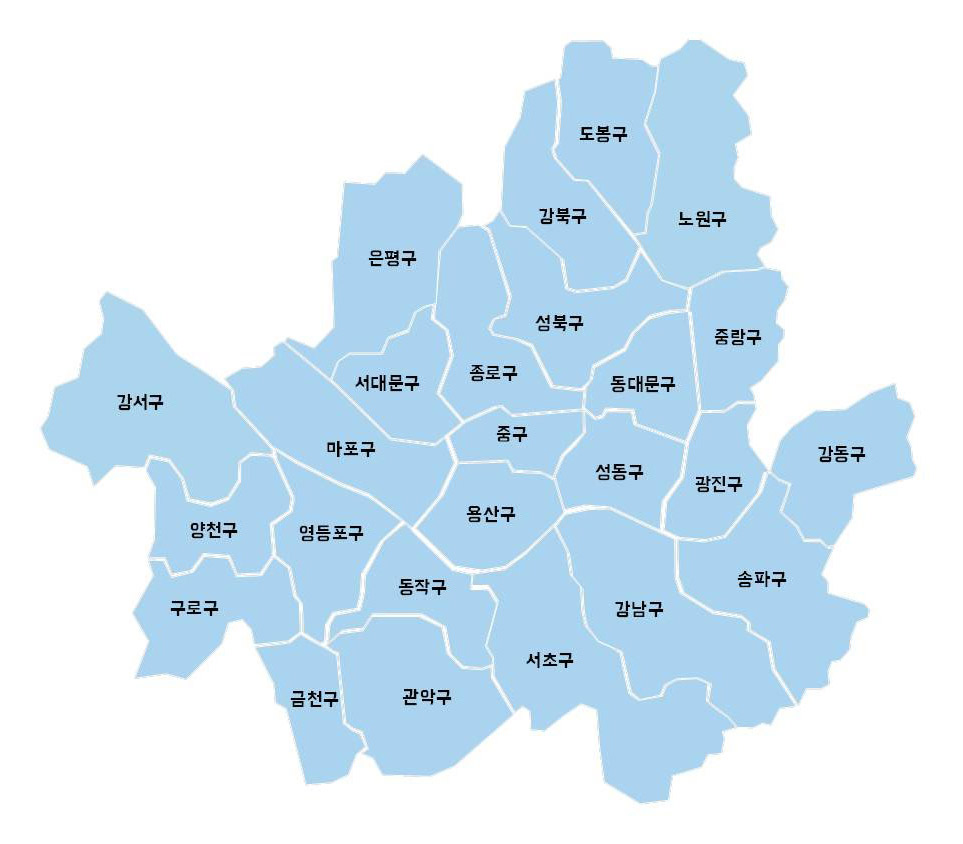 도봉구
강북구
노원구
은평구
성북구
중랑구
종로구
서대문구
동대문구
강서구
중구
마포구
강동구
성동구
광진구
용산구
양천구
영등포구
송파구
동작구
구로구
강남구
서초구
관악구
금천구